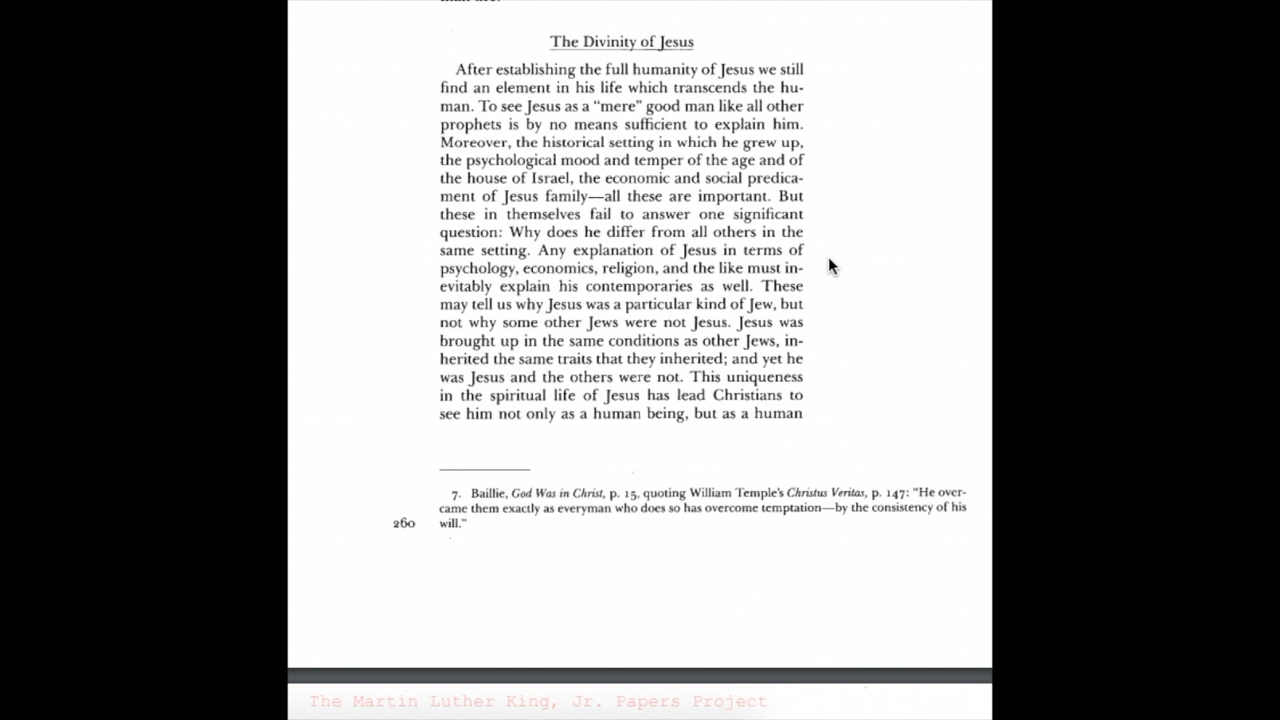 The Divinity of Jesus
After establishing the full humanity of Jesus we still
find an element in his life which transcends the hu-
man. To see Jesus as a “mere” good man like all other
prophets is by no means sufficient to explain him.
Moreover, the historical setting in which he grew up,
the psychological mood and temper of the age and of
the house of Israel, the economic and social predica-
ment of Jesus family—all these are important. But
these in themselves fail to answer one significant
question: Why does he differ from all others in the
same setting. Any explanation of Jesus in terms of
psychology, economics, religion, and the like must in-
evitably explain his contemporaries as well. These
may tell us why Jesus was a particular kind of Jew, but
not why some other Jews were not Jesus. Jesus was
brought up in the same conditions as other Jews, in-
herited the same traits that they inherited; and yet he
was Jesus and the others were not. This uniqueness
in the spiritual life of Jesus has lead Christians to
see him not only as a human being, but as a human
7. Baillie, God Was in Christ, p. 15, quoting William Temple's Christus Veritas, p. 147: “He over-
came them exactly as everyman who does so has overcome temptation—by the consistency of his
260 will.”
The Martin Luther King, Jr. Papers Project